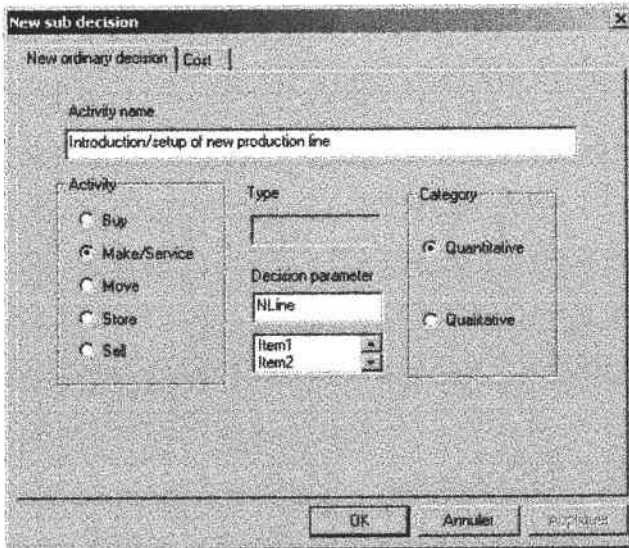 New sub decision
New ordinary decision
Cost
Activity name
Introduction/setup of new production line
Activity
Type
Category
Buy
Make/Service
Quantitative
Decision parameter
Move
NLine
Store
Qualitative
Item1
Item2
Sell
OK
Annuler
Appliquer